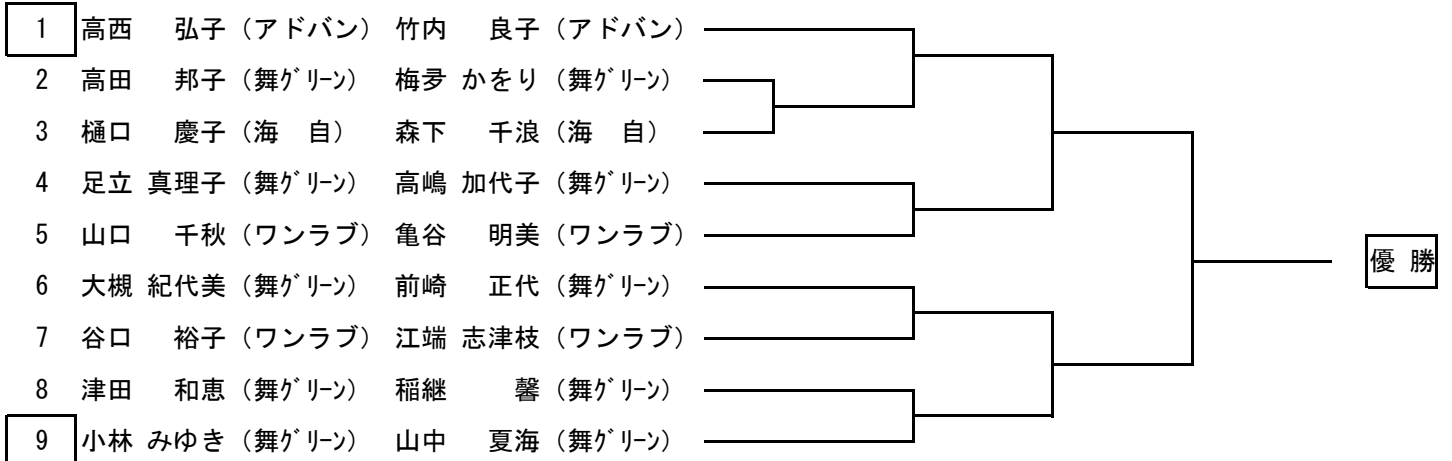 1 高西 弘子（アドバン） 竹内 良子（アドバン）
2 高田 邦子（舞ｸﾞﾘｰﾝ） 梅垈 かをり（舞ｸﾞﾘｰﾝ）
3 樋口 慶子（海 自） 森下 千浪（海 自）
4 足立 真理子（舞ｸﾞﾘｰﾝ） 高嶋 加代子（舞ｸﾞﾘｰﾝ）
5 山口 千秋（ワンラブ） 亀谷 明美（ワンラブ）
優 勝
6 大槻 紀代美（舞ｸﾞﾘｰﾝ） 前崎 正代（舞ｸﾞﾘｰﾝ）
7 谷口 裕子（ワンラブ） 江端 志津枝（ワンラブ）
8 津田 和恵（舞ｸﾞﾘｰﾝ） 稲継 馨（舞ｸﾞﾘｰﾝ）
9 小林 みゆき（舞ｸﾞﾘｰﾝ） 山中 夏海（舞ｸﾞﾘｰﾝ）